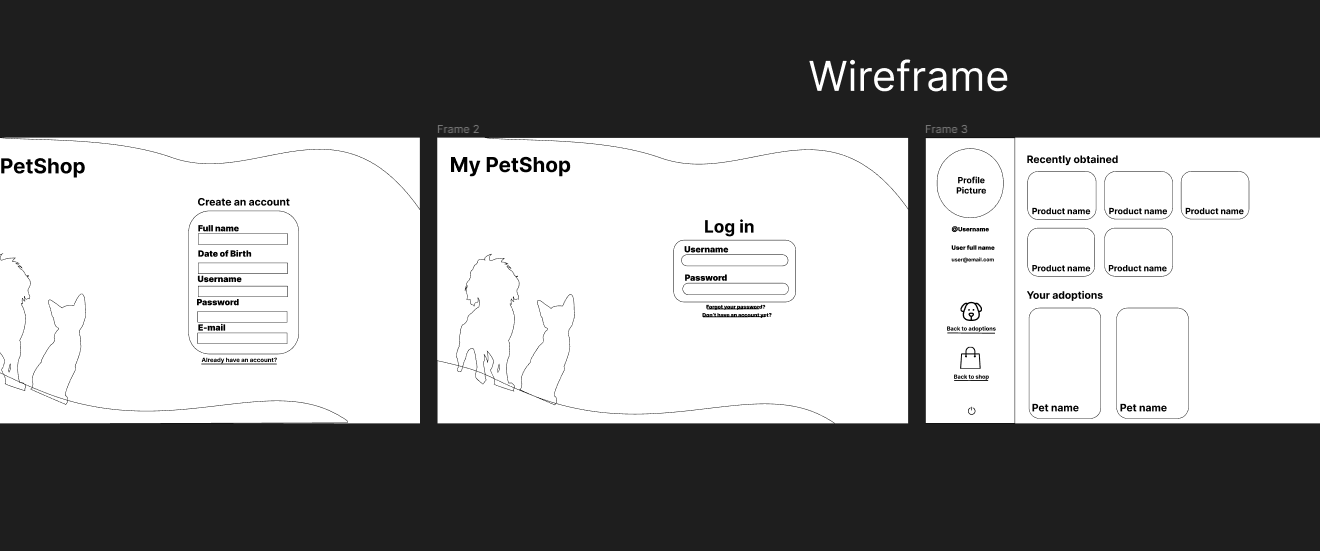 Wireframe
PetShop
Create an account
Full name
Date of Birth
Username
Password
E-mail
Already have an account?
Frame 2
My PetShop
Log in
Username
Password
Forgot your password?
Don't have an account yet?
Frame 3
Profile
Picture
@Username
User full name
user@email.com
Back to adoptions
Back to shop
Recently obtained
Product name
Product name
Product name
Product name
Product name
Your adoptions
Pet name
Pet name